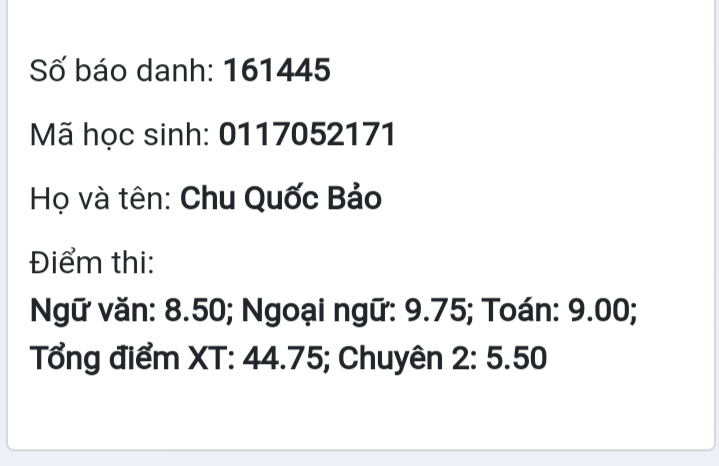 Số báo danh: 161445
Mã học sinh: 0117052171
Họ và tên: Chu Quốc Bảo
Điểm thi:
Ngữ văn: 8.50; Ngoại ngữ: 9.75; Toán: 9.00;
Tổng điểm XT: 44.75; Chuyên 2: 5.50